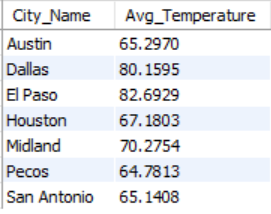 City_Name Avg_Temperature
Austin 65.2970
Dallas 80.1595
El Paso 82.6929
Houston 67.1803
Midland 70.2754
Pecos 64.7813
San Antonio 65.1408